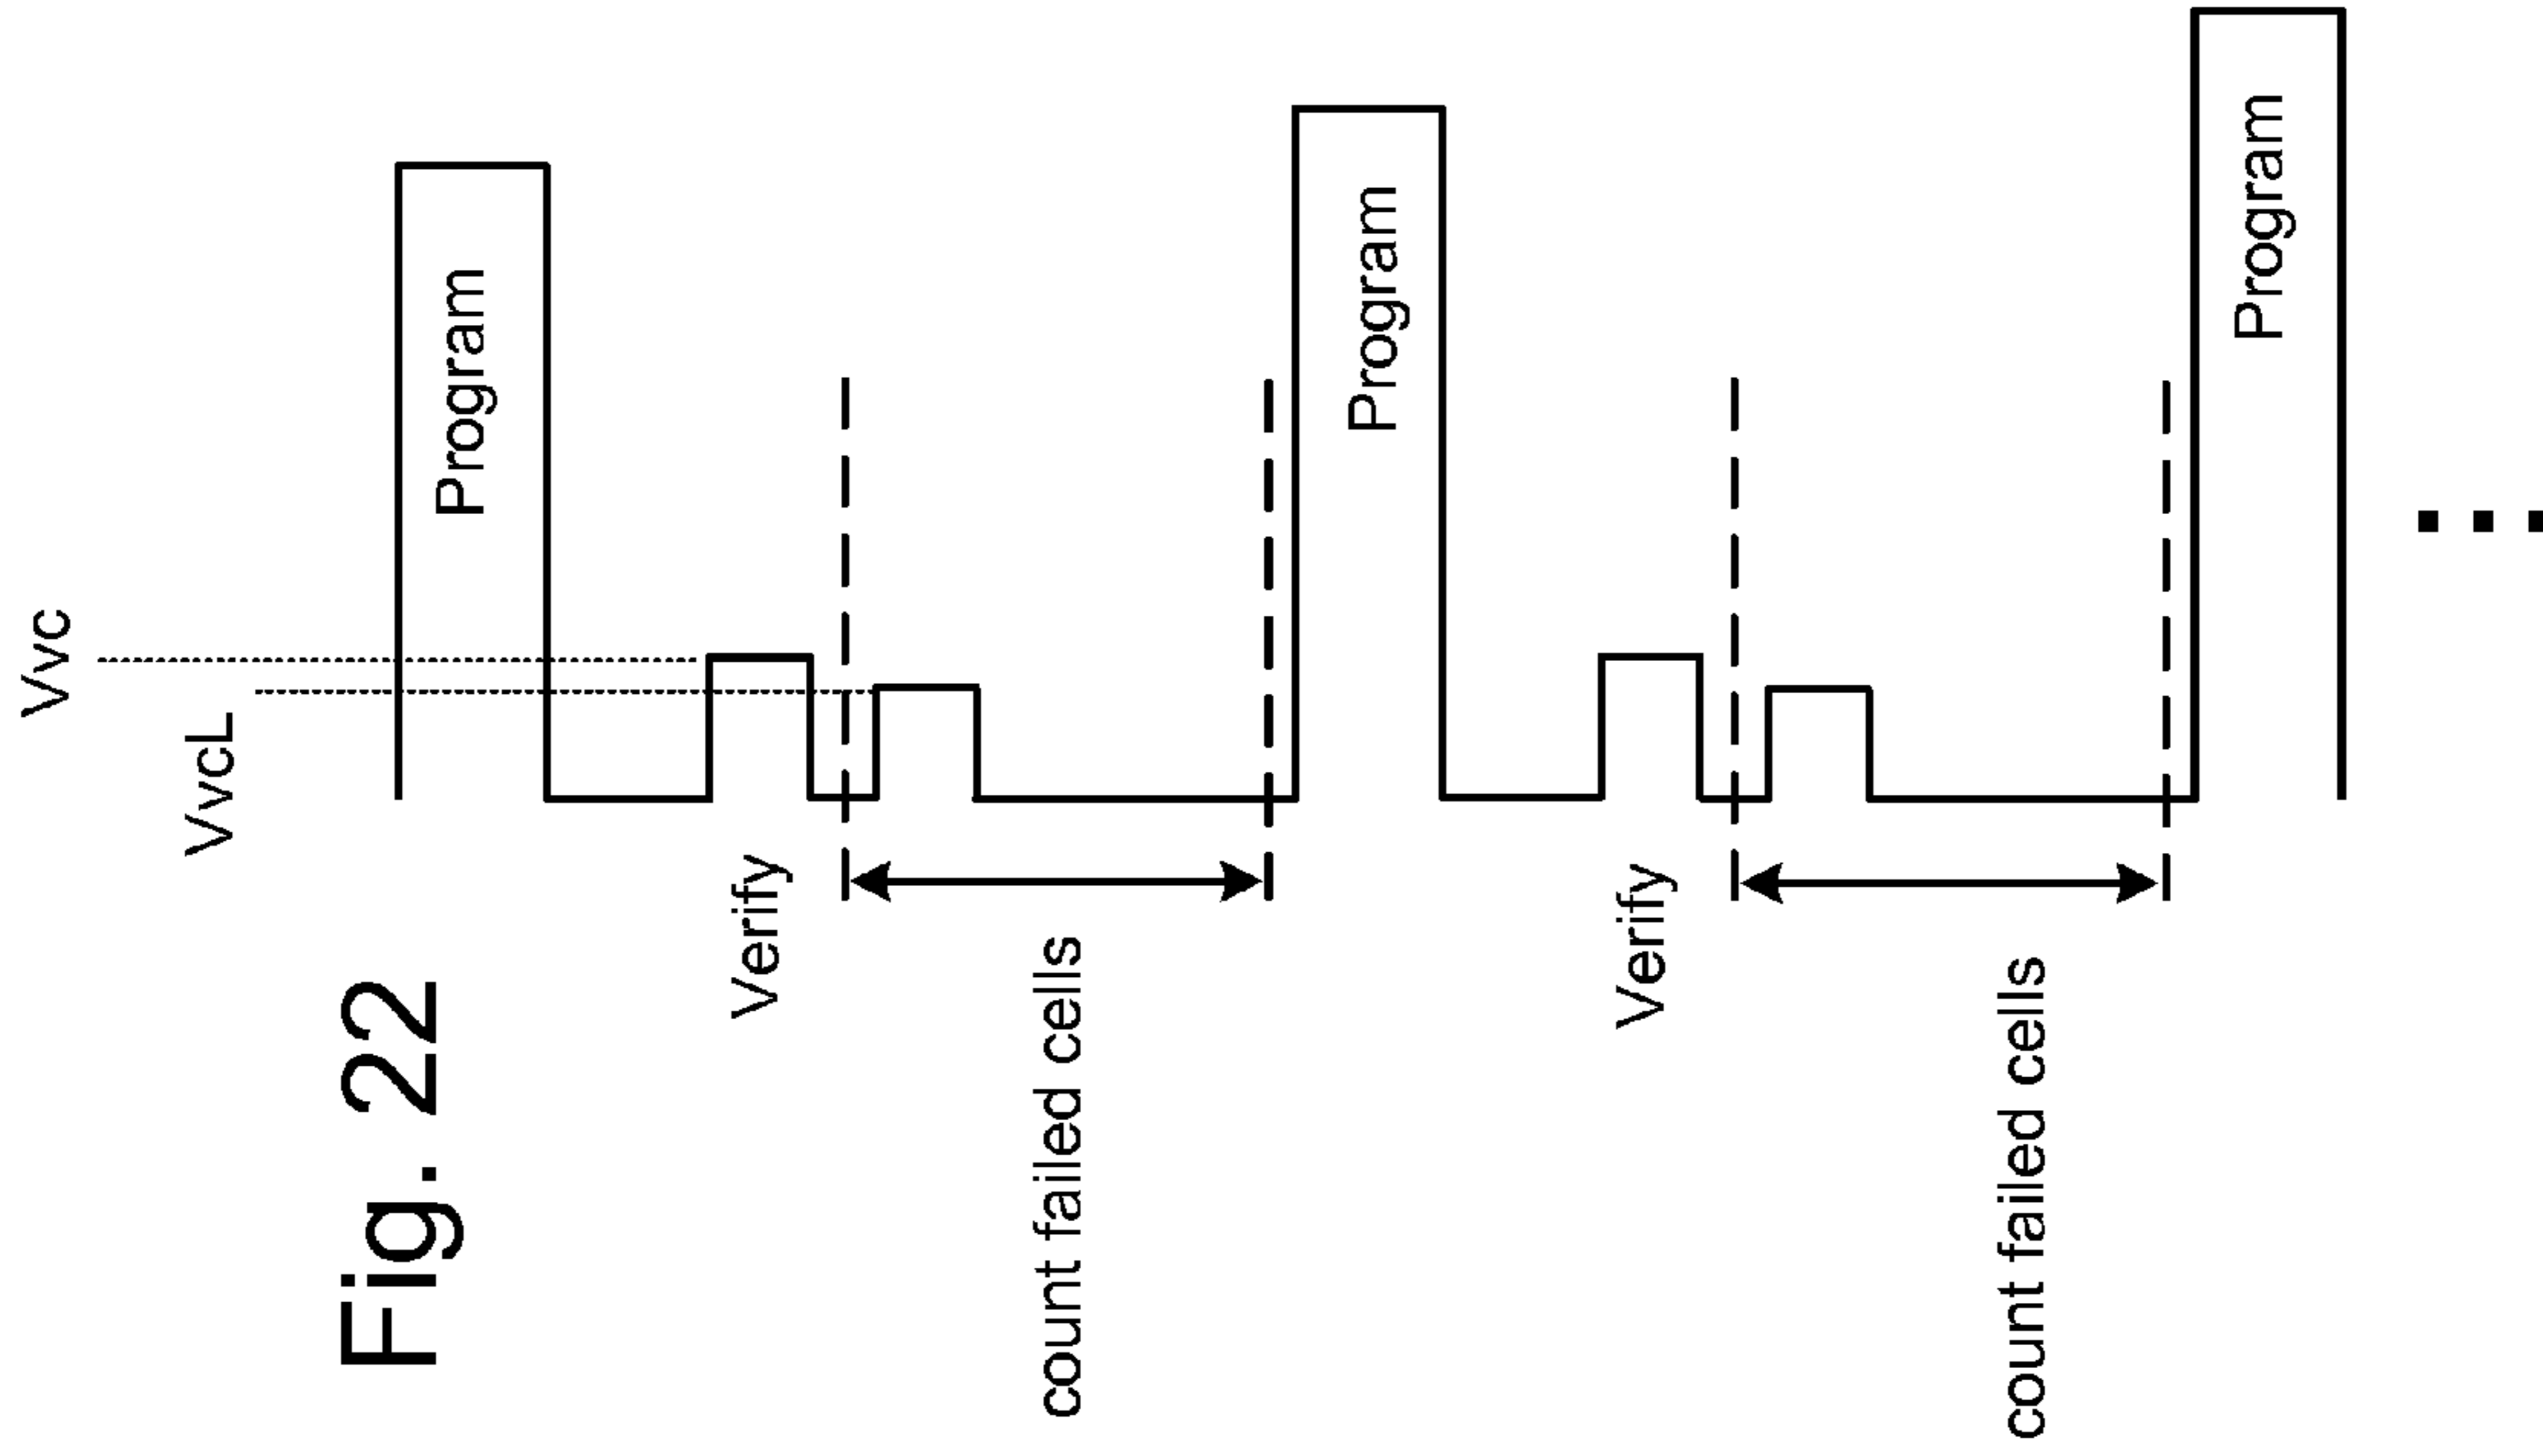 Vvc
VvcL
Program
Program
Program
Verify
Verify
count failed cells
count failed cells
Fig. 22